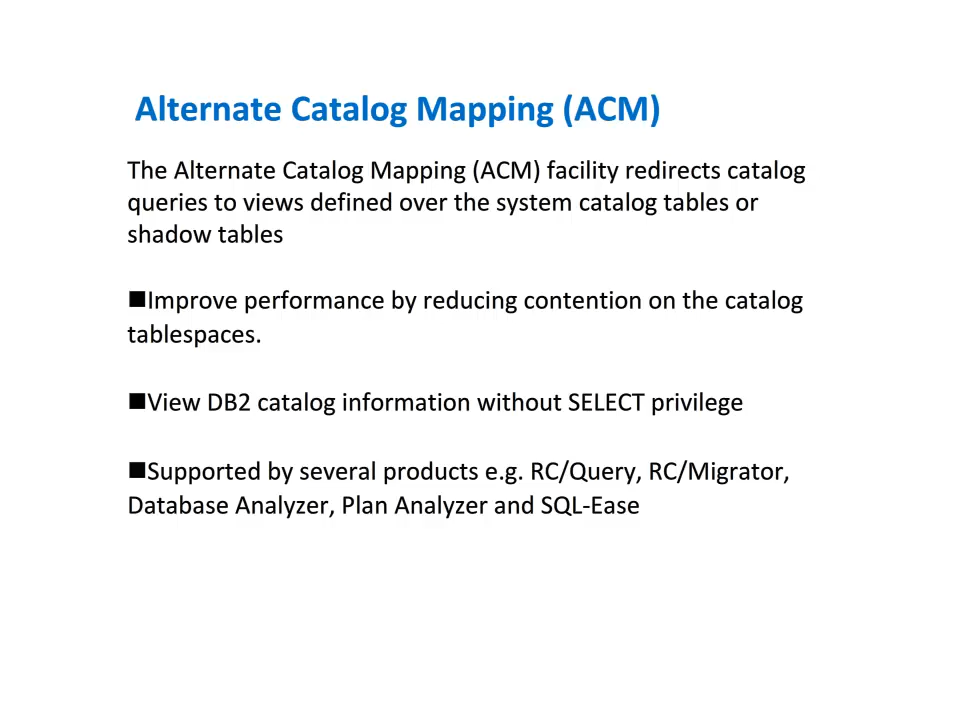 Alternate Catalog Mapping (ACM)
The Alternate Catalog Mapping (ACM) facility redirects catalog
queries to views defined over the system catalog tables or
shadow tables
■Improve performance by reducing contention on the catalog
tablespaces.
■View DB2 catalog information without SELECT privilege
■Supported by several products e.g. RC/Query, RC/Migrator,
Database Analyzer, Plan Analyzer and SQL-Ease